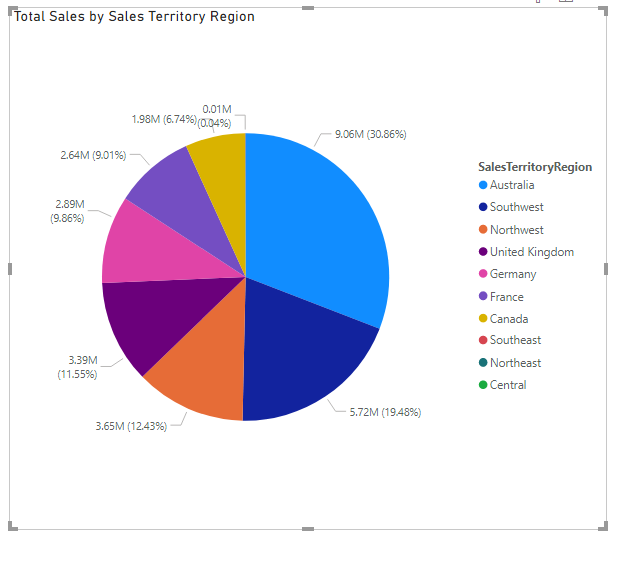 Total Sales by Sales Territory Region
0.01M
(0.04%)
1.98M (6.74%)
9.06M (30.86%)
2.64M (9.01%)
2.89M
(9.86%)
3.39M
(11.55%)
3.65M (12.43%)
5.72M (19.48%)
SalesTerritoryRegion
Australia
Southwest
Northwest
United Kingdom
Germany
France
Canada
Southeast
Northeast
Central